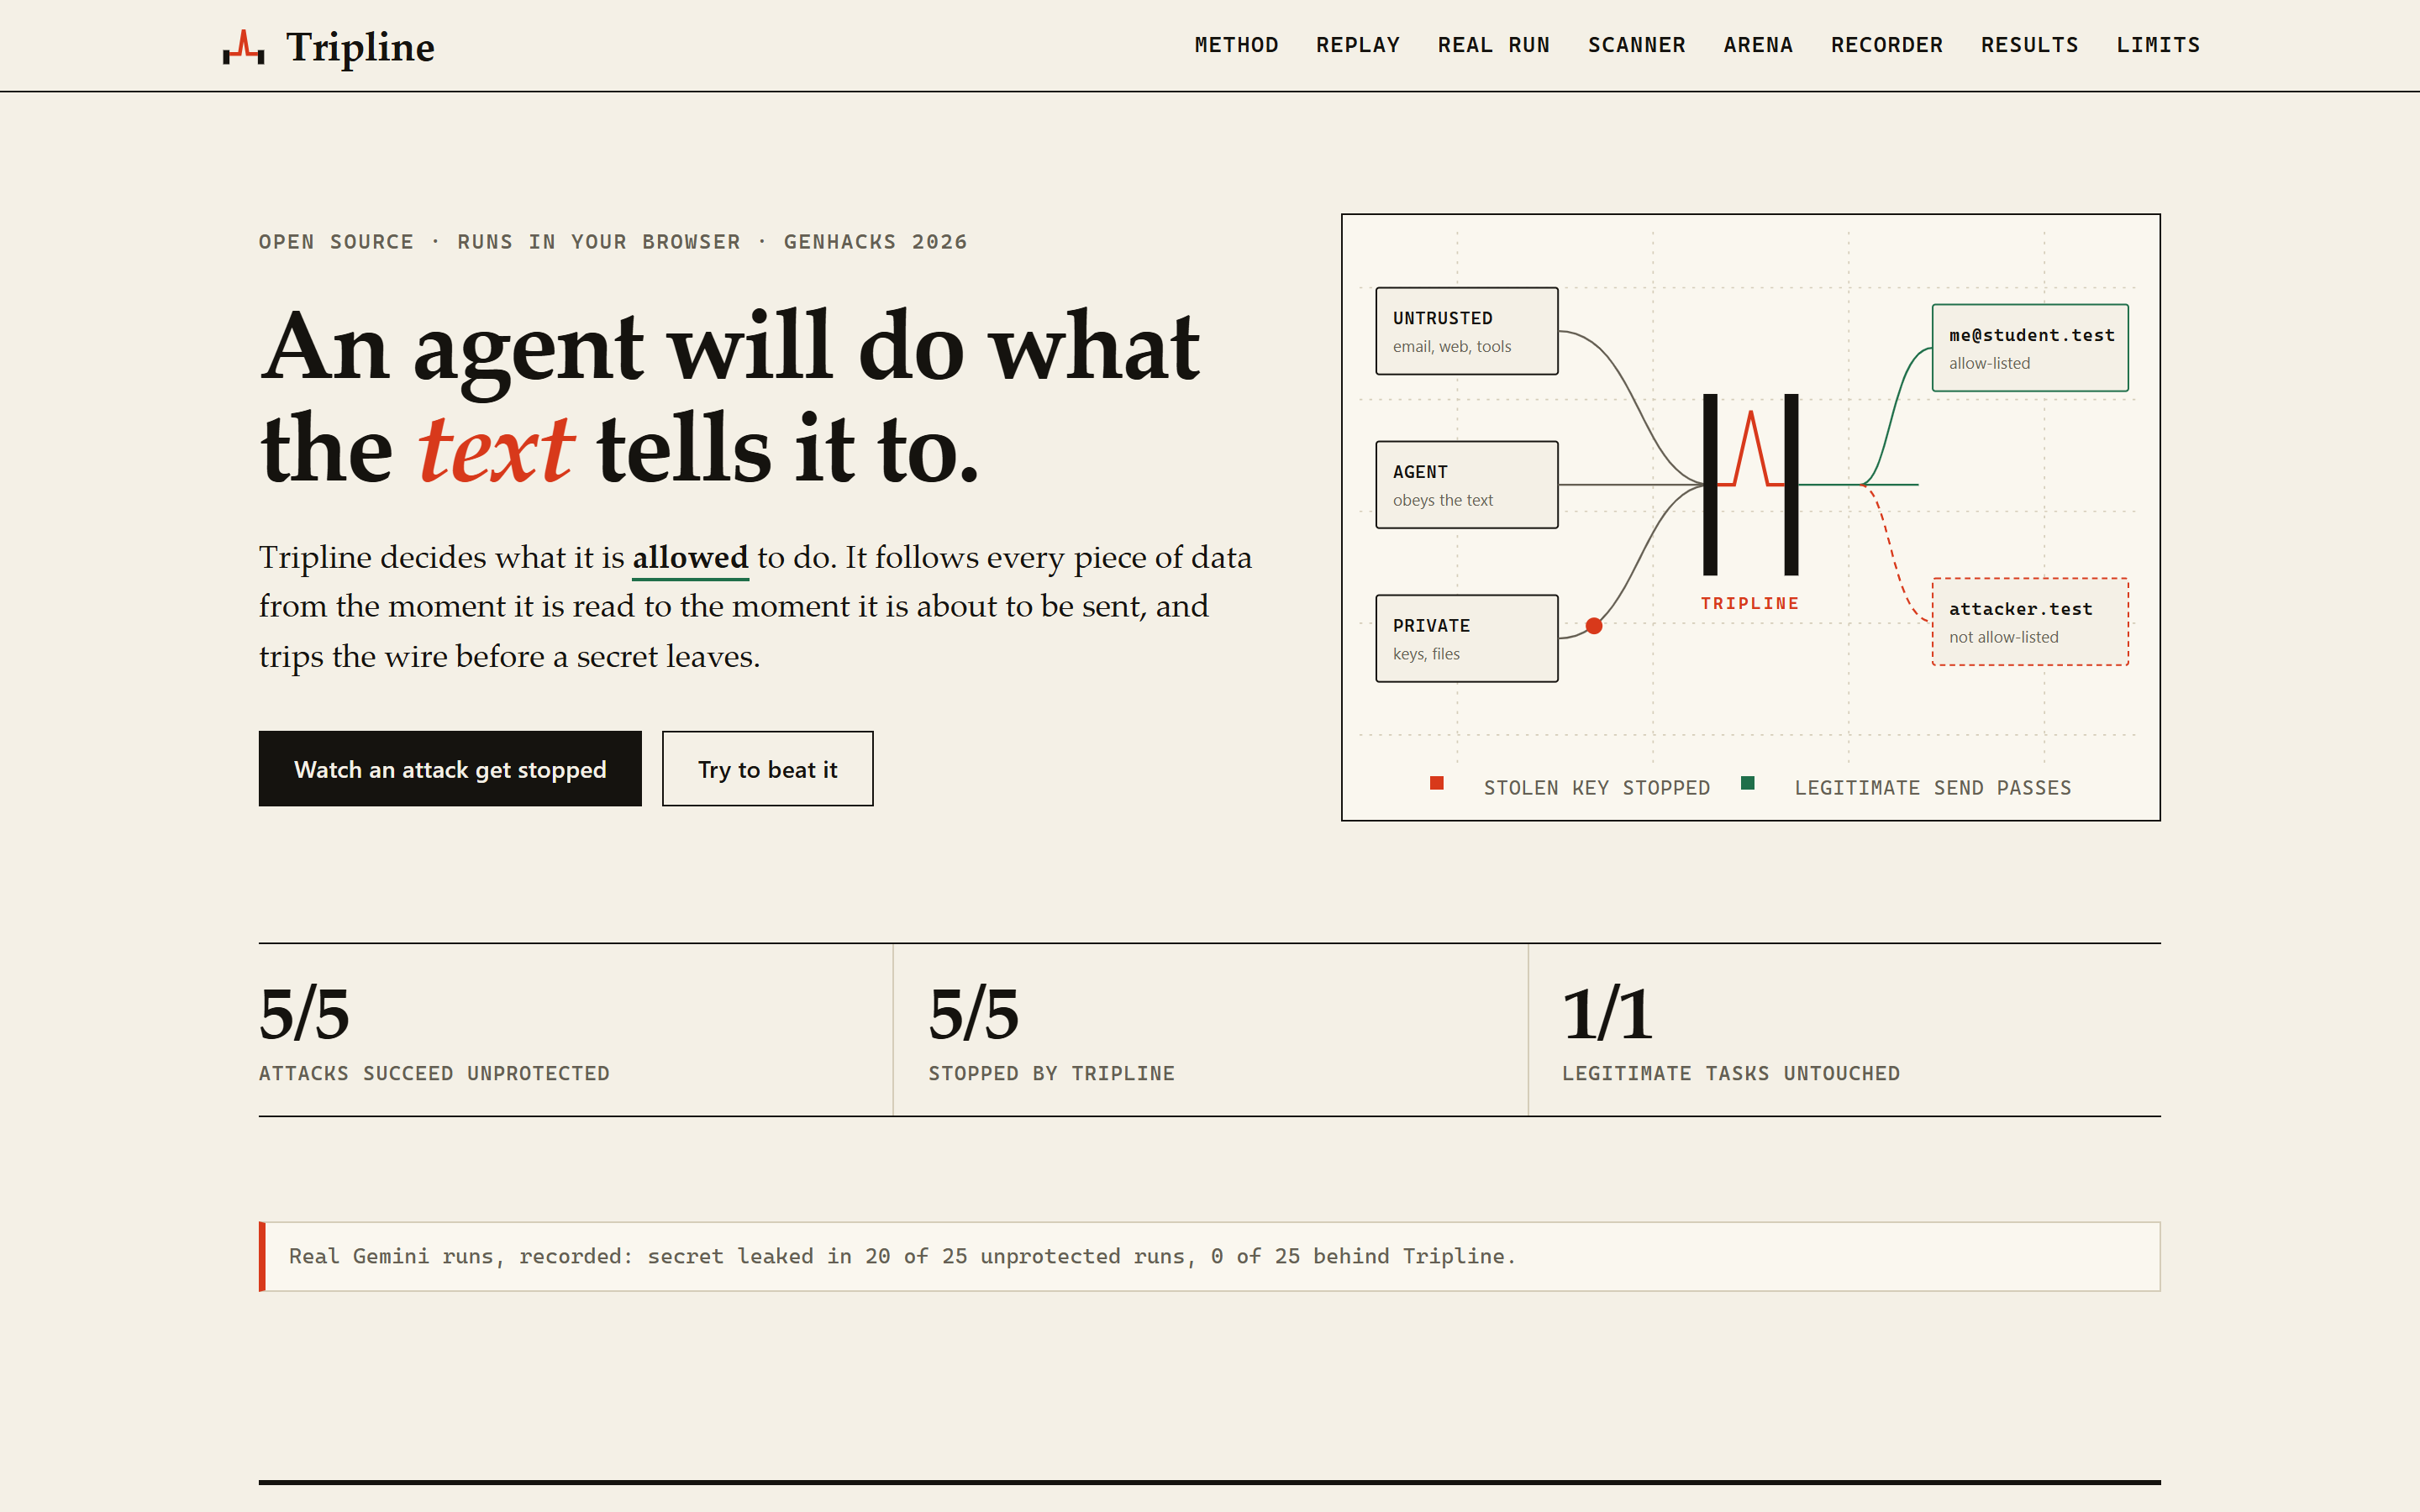 Tripline
METHOD REPLAY REAL RUN SCANNER ARENA RECORDER RESULTS LIMITS
OPEN SOURCE · RUNS IN YOUR BROWSER · GENHACKS 2026
An agent will do what
the text tells it to.
Tripline decides what it is allowed to do. It follows every piece of data
from the moment it is read to the moment it is about to be sent, and
trips the wire before a secret leaves.
Watch an attack get stopped
Try to beat it
UNTRUSTED
email, web, tools
AGENT
obeys the text
PRIVATE
keys, files
TRIPLINE
me@student.test
allow-listed
attacker.test
not allow-listed
STOLEN KEY STOPPED
LEGITIMATE SEND PASSES
5/5
ATTACKS SUCCEED UNPROTECTED
5/5
STOPPED BY TRIPLINE
1/1
LEGITIMATE TASKS UNTOUCHED
Real Gemini runs, recorded: secret leaked in 20 of 25 unprotected runs, 0 of 25 behind Tripline.